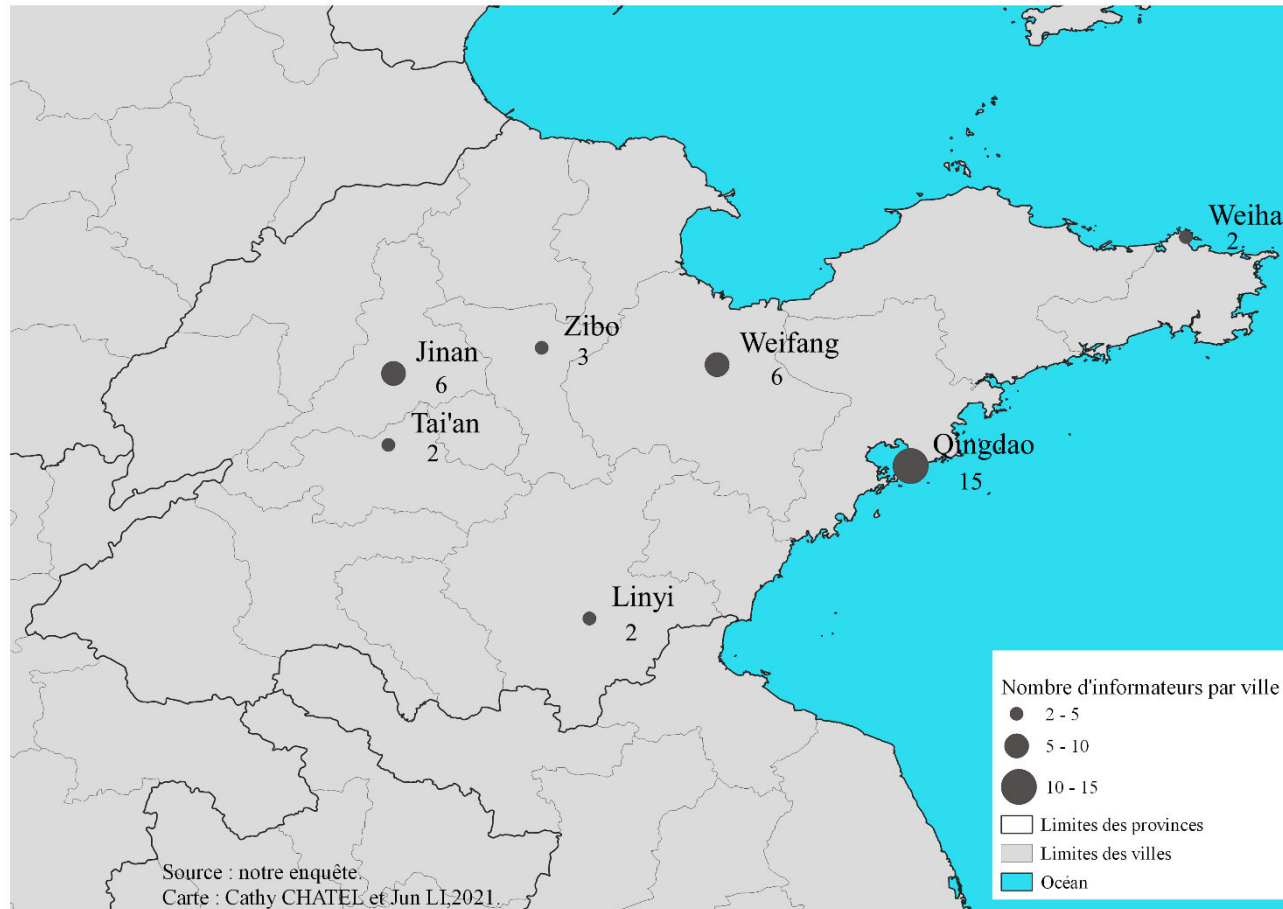 Weiha
2
Zibo
3
Weifang
6
Jinan
6
Tai'an
2
Qingdao
15
Linyi
2
Nombre d'informateurs par ville
2 - 5
5 - 10
10 - 15
Limites des provinces
Limites des villes
Océan
Source : notre enquête.
Carte : Cathy CHATEL et Jun LI,2021.